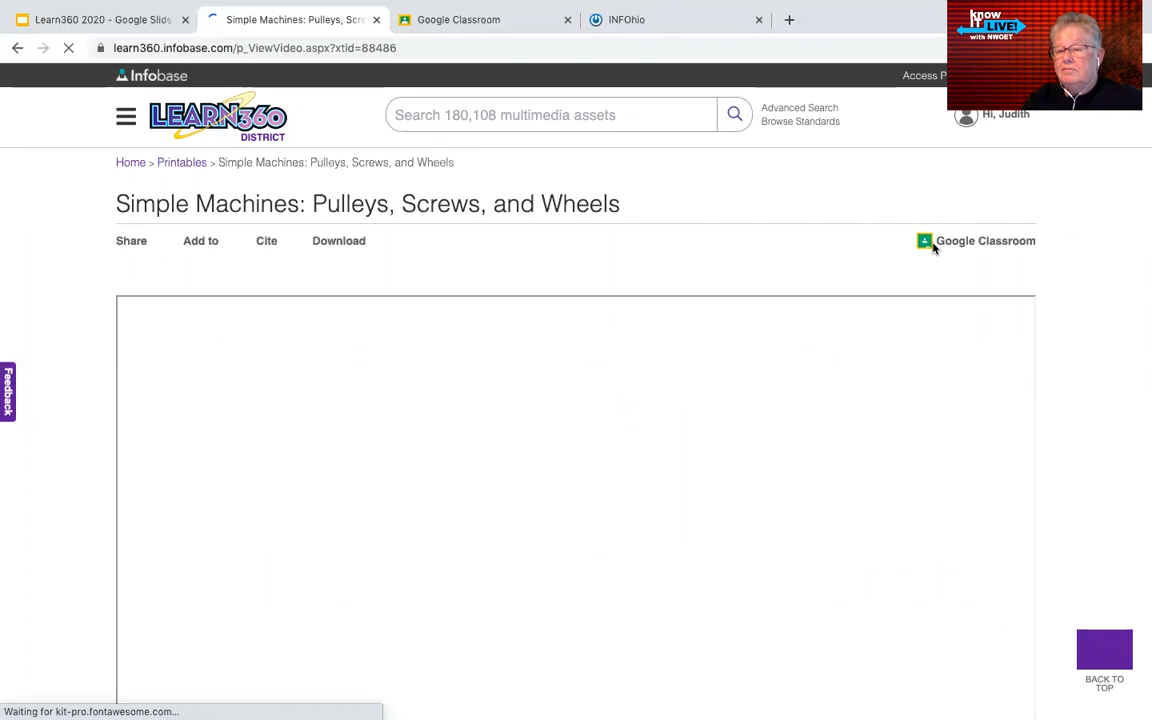 Learn360 2020 - Google Slide
Simple Machines: Pulleys, Scre
Google Classroom
INFOhio
learn360.infobase.com/p_ViewVideo.aspx?xtid=88486
know
iT LIVE!
with NWOET
Infobase
Access P
LEARN360
DISTRICT
Search 180,108 multimedia assets
Advanced Search
Browse Standards
Hi, Judith
Home > Printables > Simple Machines: Pulleys, Screws, and Wheels
Simple Machines: Pulleys, Screws, and Wheels
Share Add to Cite Download
Google Classroom
Feedback
BACK TO
TOP
Waiting for kit-pro.fontawesome.com...